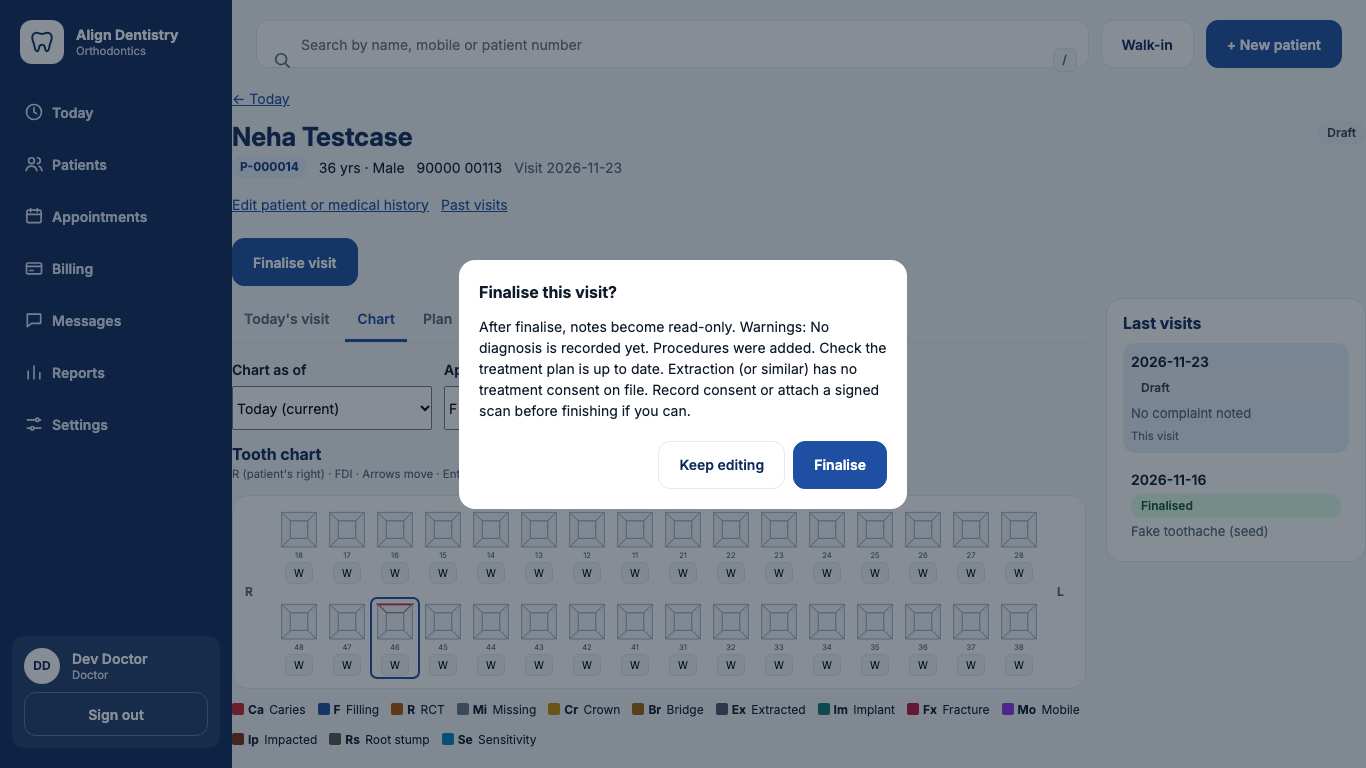 Align Dentistry
Orthodontics
Today
Patients
Appointments
Billing
Messages
Reports
Settings
DD
Dev Doctor
Doctor
Sign out
Search by name, mobile or patient number
/
Walk-in
+ New patient
← Today
Neha Testcase
Draft
P-000014 36 yrs · Male 90000 00113 Visit 2026-11-23
Edit patient or medical history Past visits
Finalise visit
Today's visit Chart Plan
Chart as of
Today (current)
Tooth chart
R (patient's right) · FDI · Arrows move ·
Finalise this visit?
After finalise, notes become read-only. Warnings: No
diagnosis is recorded yet. Procedures were added. Check the
treatment plan is up to date. Extraction (or similar) has no
treatment consent on file. Record consent or attach a signed
scan before finishing if you can.
Keep editing Finalise
18 17 16 15 14 13 12 11 21 22 23 24 25 26 27 28
W W W W W W W W W W W W W W W W
R L
48 47 46 45 44 43 42 41 31 32 33 34 35 36 37 38
W W W W W W W W W W W W W W W W
Ca Caries F Filling R RCT Mi Missing Cr Crown Br Bridge Ex Extracted Im Implant Fx Fracture Mo Mobile
Ip Impacted Rs Root stump Se Sensitivity
Last visits
2026-11-23
Draft
No complaint noted
This visit
2026-11-16
Finalised
Fake toothache (seed)